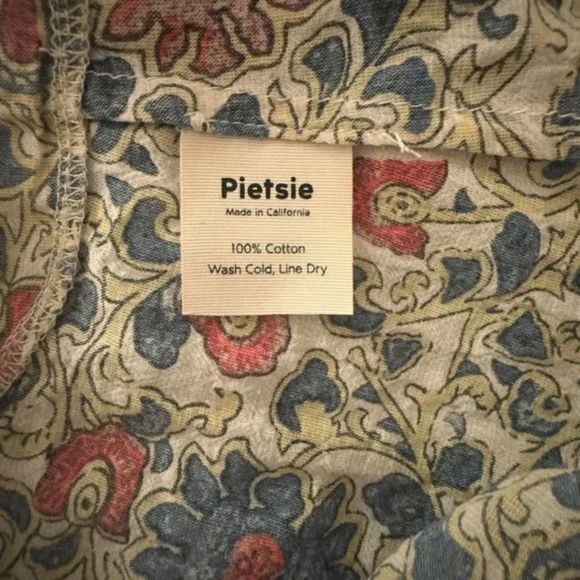 Pietsie
Made in California
100% Cotton
Wash Cold, Line Dry